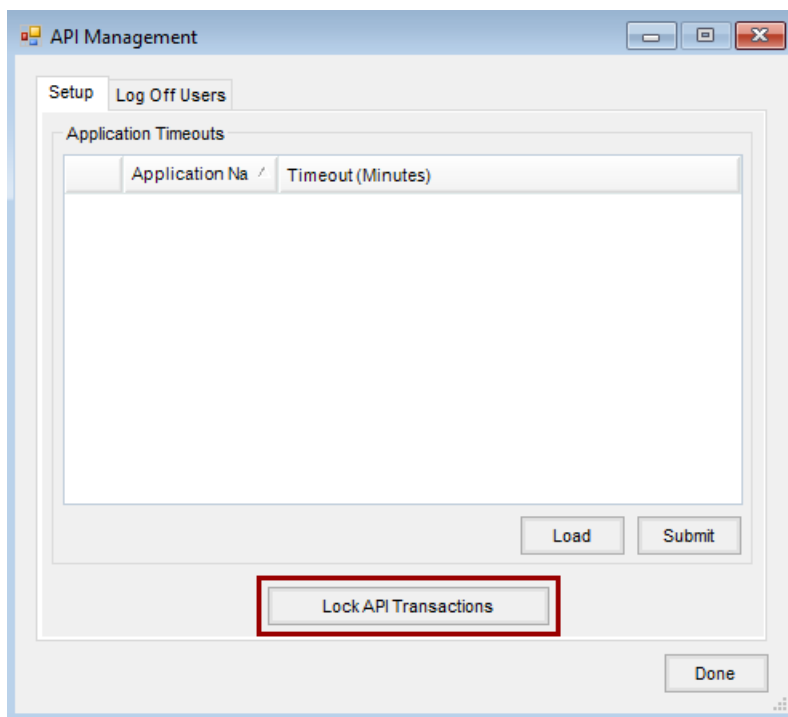 API Management
Setup Log Off Users
Application Timeouts
Application Na Timeout (Minutes)
Load Submit
Lock API Transactions
Done